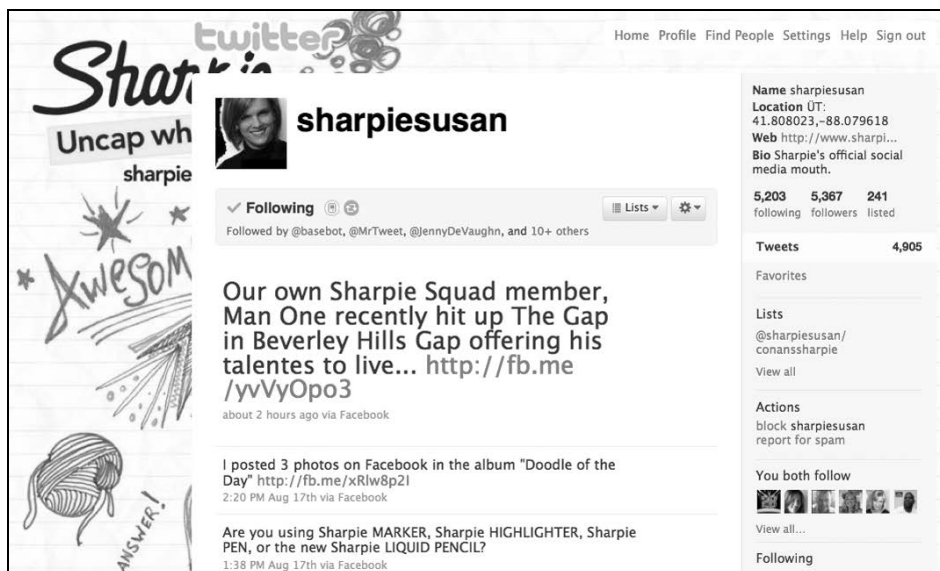 twitter
Home Profile Find People Settings Help Sign out
Uncap wh
sharpie
AWESOM
ANSWER!
sharpiesusan
Following
Lists
Followed by @basebot, @MrTweet, @JennyDeVaughn, and 10+ others
Our own Sharpie Squad member,
Man One recently hit up The Gap
in Beverley Hills Gap offering his
talentes to live... http://fb.me
/yvVyOpo3
about 2 hours ago via Facebook
I posted 3 photos on Facebook in the album "Doodle of the
Day" http://fb.me/xRlw8p2I
2:20 PM Aug 17th via Facebook
Are you using Sharpie MARKER, Sharpie HIGHLIGHTER, Sharpie
PEN, or the new Sharpie LIQUID PENCIL?
1:38 PM Aug 17th via Facebook
Name sharpiesusan
Location ÜT:
41.808023,-88.079618
Web http://www.sharpi...
Bio Sharpie's official social
media mouth.
5,203 5,367 241
following followers listed
Tweets 4,905
Favorites
Lists
@sharpiesusan/
conanssharpie
View all
Actions
block sharpiesusan
report for spam
You both follow
View all...
Following